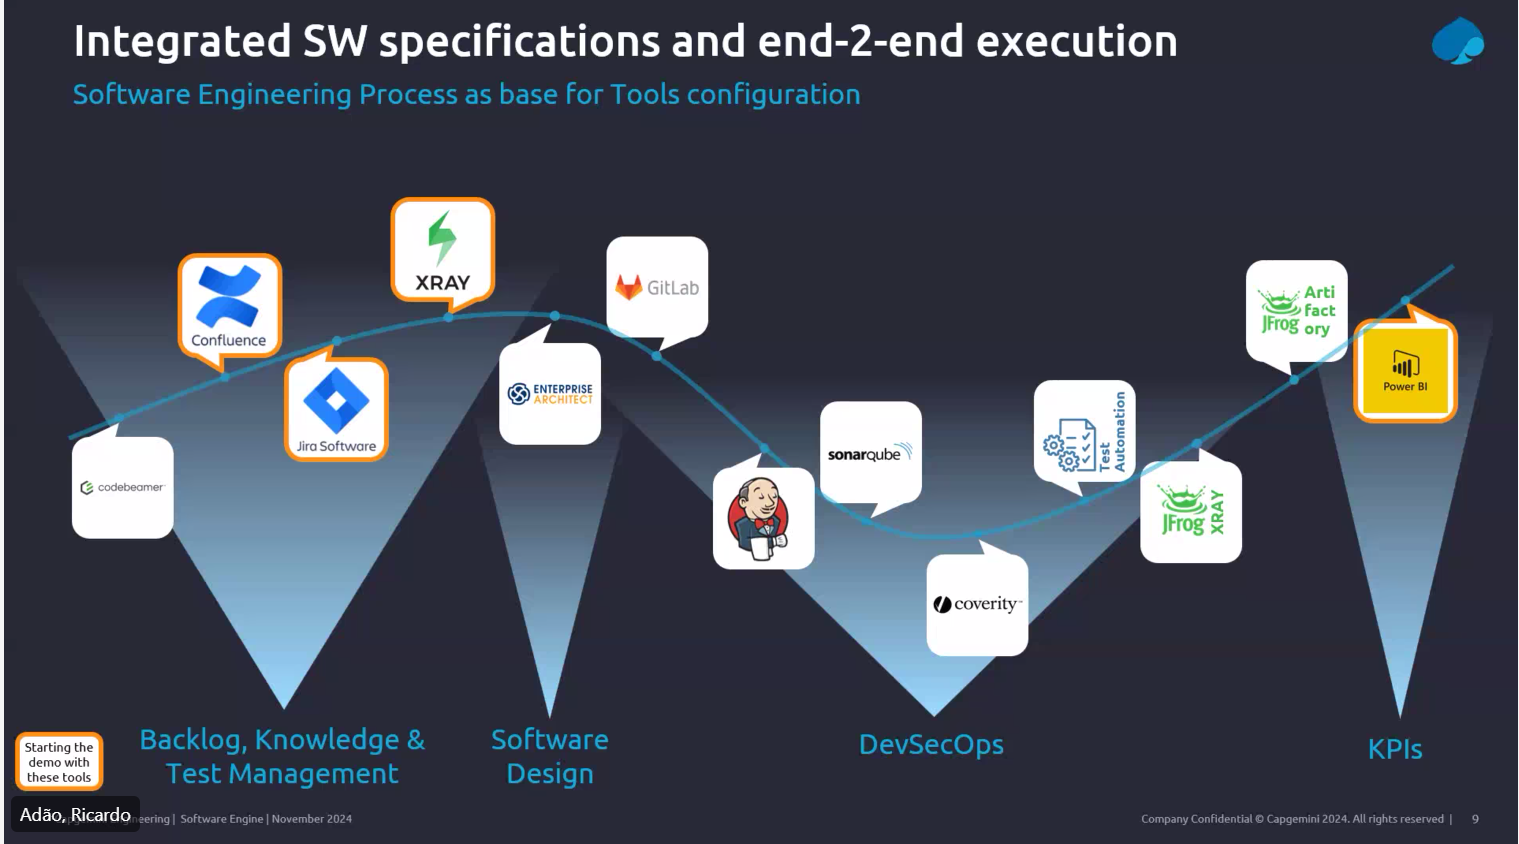 Integrated SW specifications and end-2-end execution
Software Engineering Process as base for Tools configuration
codebeamer
Confluence
Jira Software
XRAY
ENTERPRISE
ARCHITECT
GitLab
sonarqube
coverity
Test
Automation
JFrog
XRAY
JFrog
Arti
fact
ory
Power BI
Backlog, Knowledge &
Test Management
Software
Design
DevSecOps
KPIs
Starting the
demo with
these tools
Adão, Ricardo
Engineering | Software Engine | November 2024
Company Confidential © Capgemini 2024. All rights reserved | 9